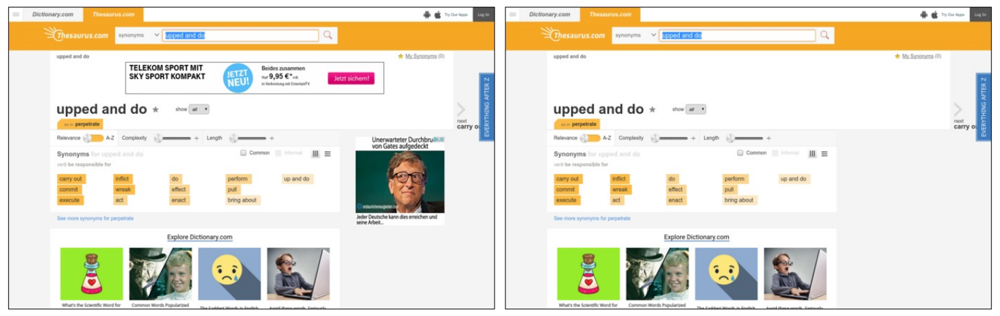 Dictionary.com Thesaurus.com Try Our Apps Log In
Thesaurus.com synonyms upped and do
upped and do My Synonyms (0)
TELEKOM SPORT MIT
SKY SPORT KOMPAKT
JETZT
NEU!
Beides zusammen
nur 9,95 €* mtl.
in Verbindung mit EntertainTV
Jetzt sichern!
EVERYTHING AFTER Z
upped and do show all
next
carry o
as in perpetrate
Relevance A-Z Complexity + Length +
Synonyms for upped and do Common Informal
verb be responsible for
carry out inflict do perform up and do
commit wreak effect pull
execute act enact bring about
See more synonyms for perpetrate
Unerwarteter Durchbru
von Gates aufgedeckt
Jeder Deutsche kann dies erreichen und
seine Arbeit...
Explore Dictionary.com
What's the Scientific Word for
Common Words Popularized
The Saddest Words in English
Avoid these words. Seriously.
Dictionary.com Thesaurus.com Try Our Apps Log In
Thesaurus.com synonyms upped and do
upped and do My Synonyms (0)
EVERYTHING AFTER Z
upped and do show all
next
carry o
as in perpetrate
Relevance A-Z Complexity + Length +
Synonyms for upped and do Common Informal
verb be responsible for
carry out inflict do perform up and do
commit wreak effect pull
execute act enact bring about
See more synonyms for perpetrate
Explore Dictionary.com
What's the Scientific Word for
Common Words Popularized
The Saddest Words in English
Avoid these words. Seriously.